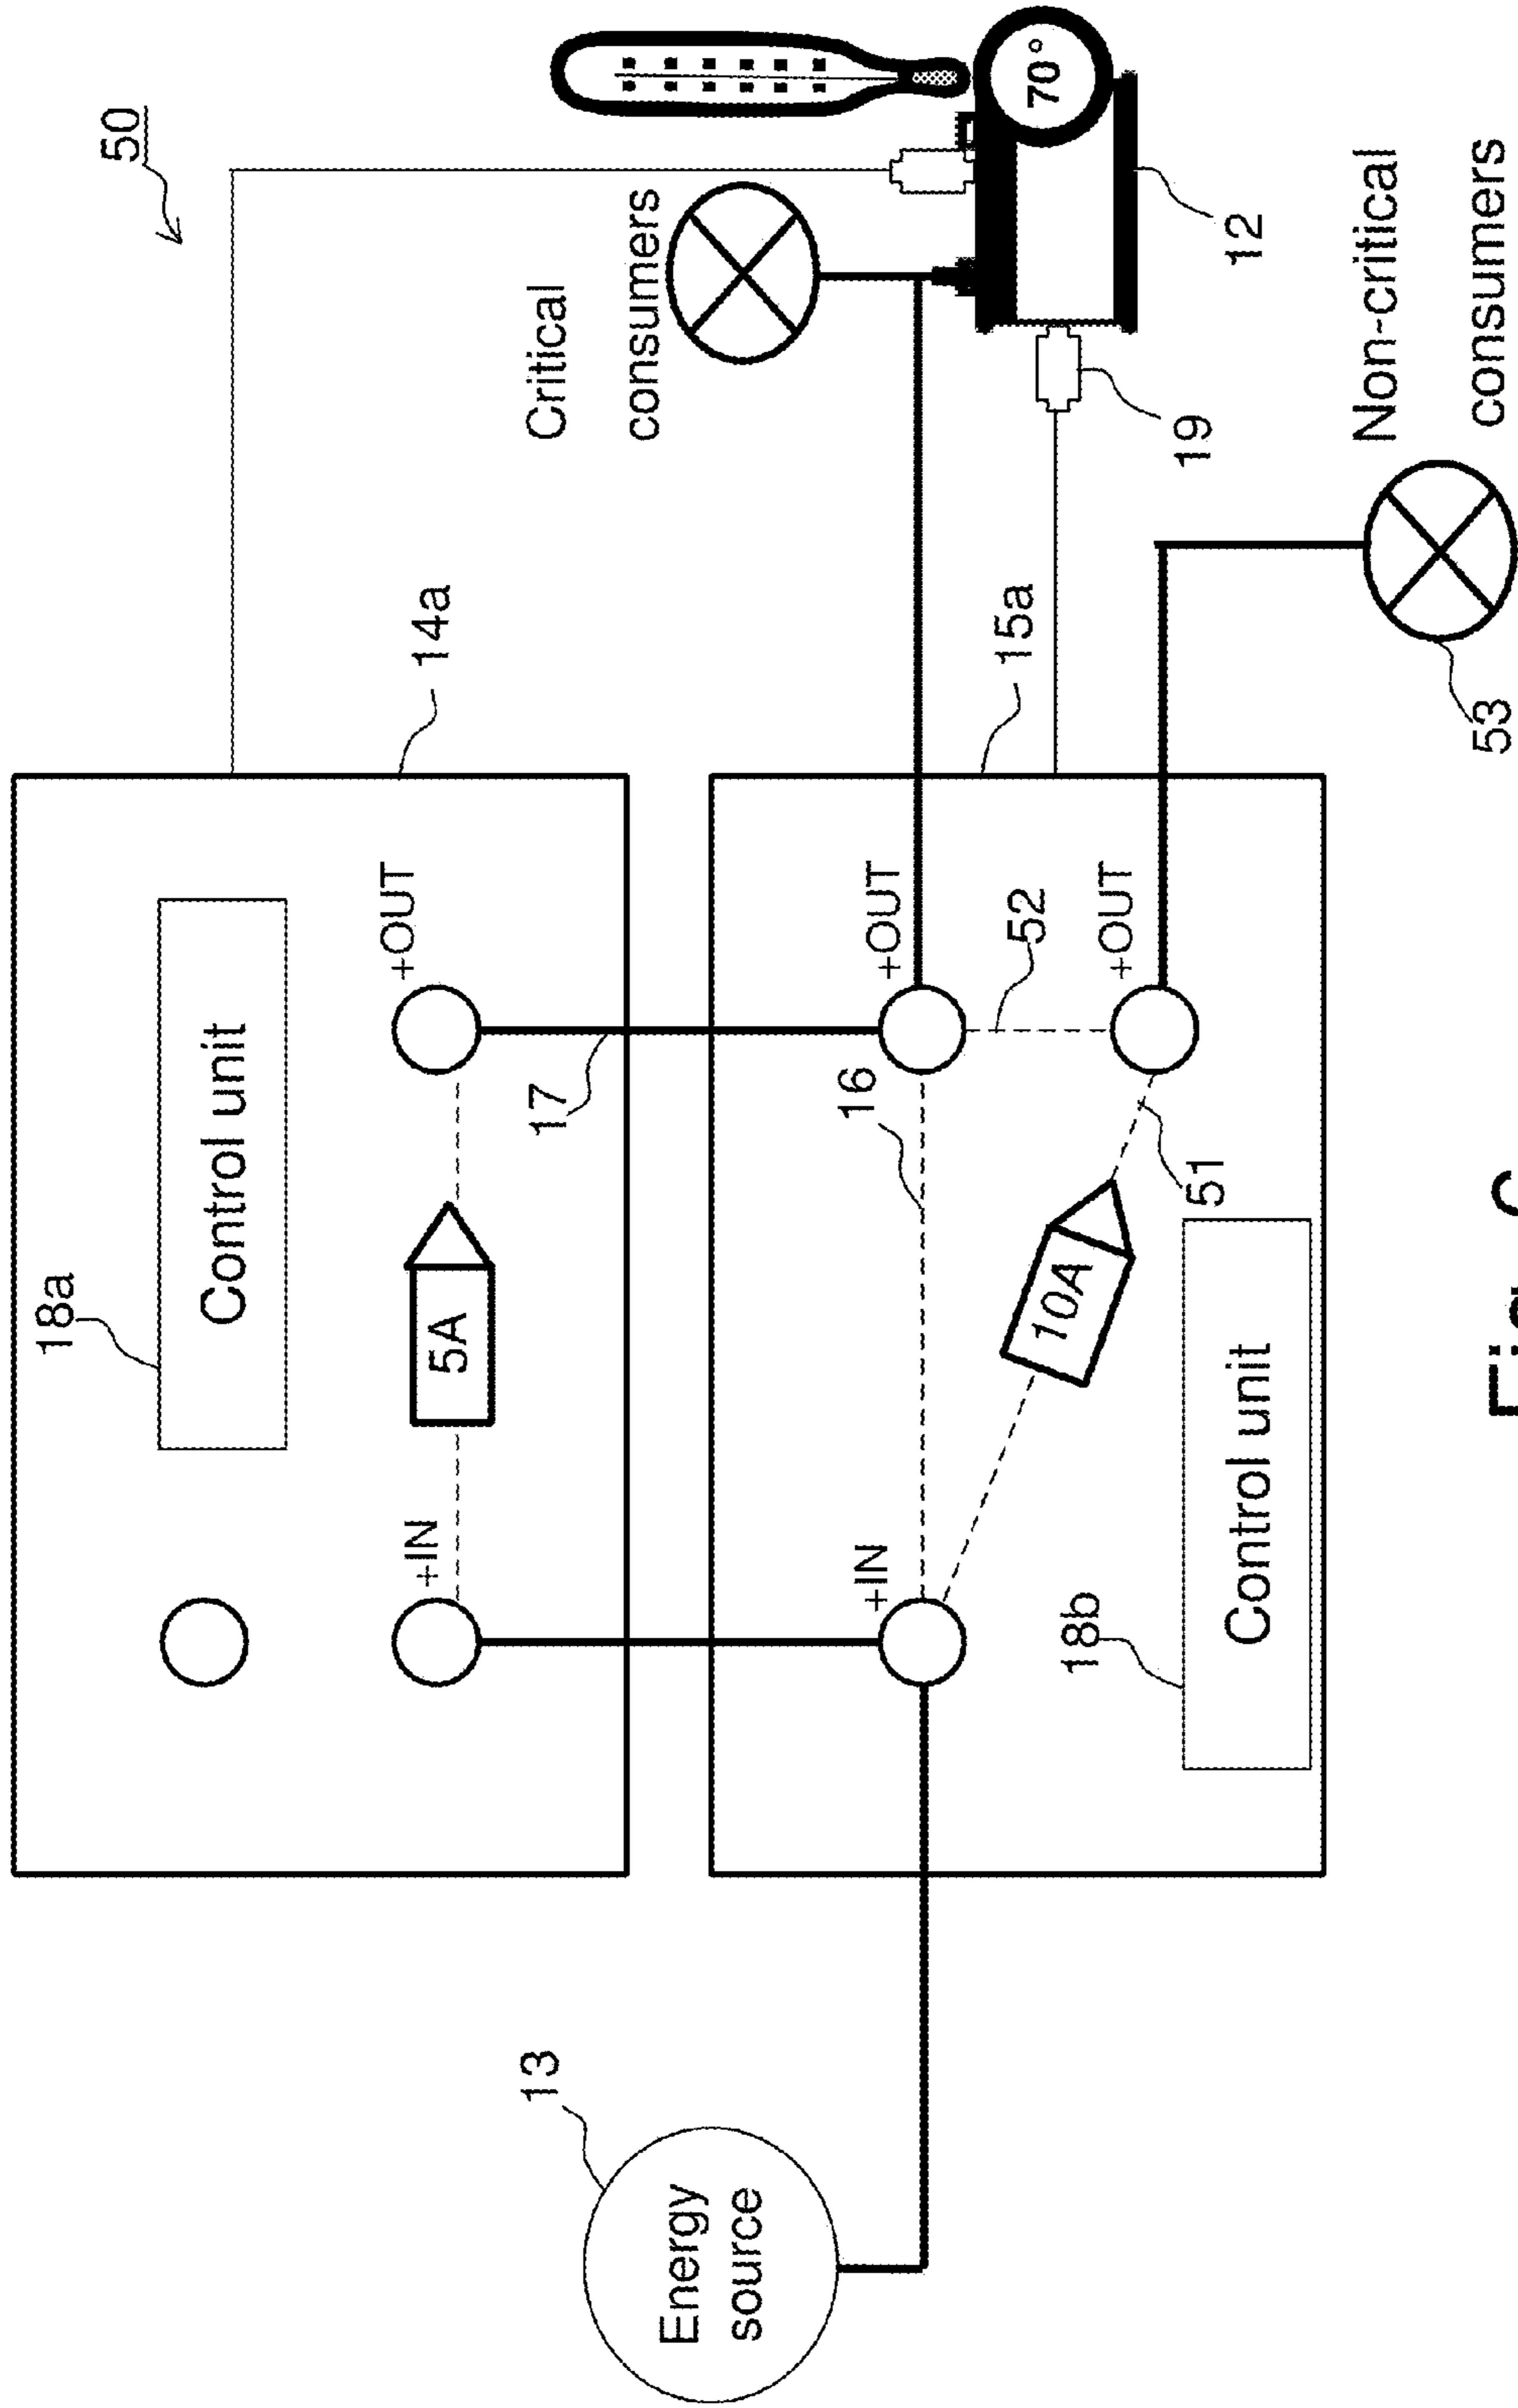 50
18a
Control unit
14a
+OUT
+IN
5A
13
17
Critical
consumers
Energy
source
16
+IN
+OUT
15a
52
70°
10A
18b
+OUT
19
51
12
Control unit
Non-critical
consumers
53